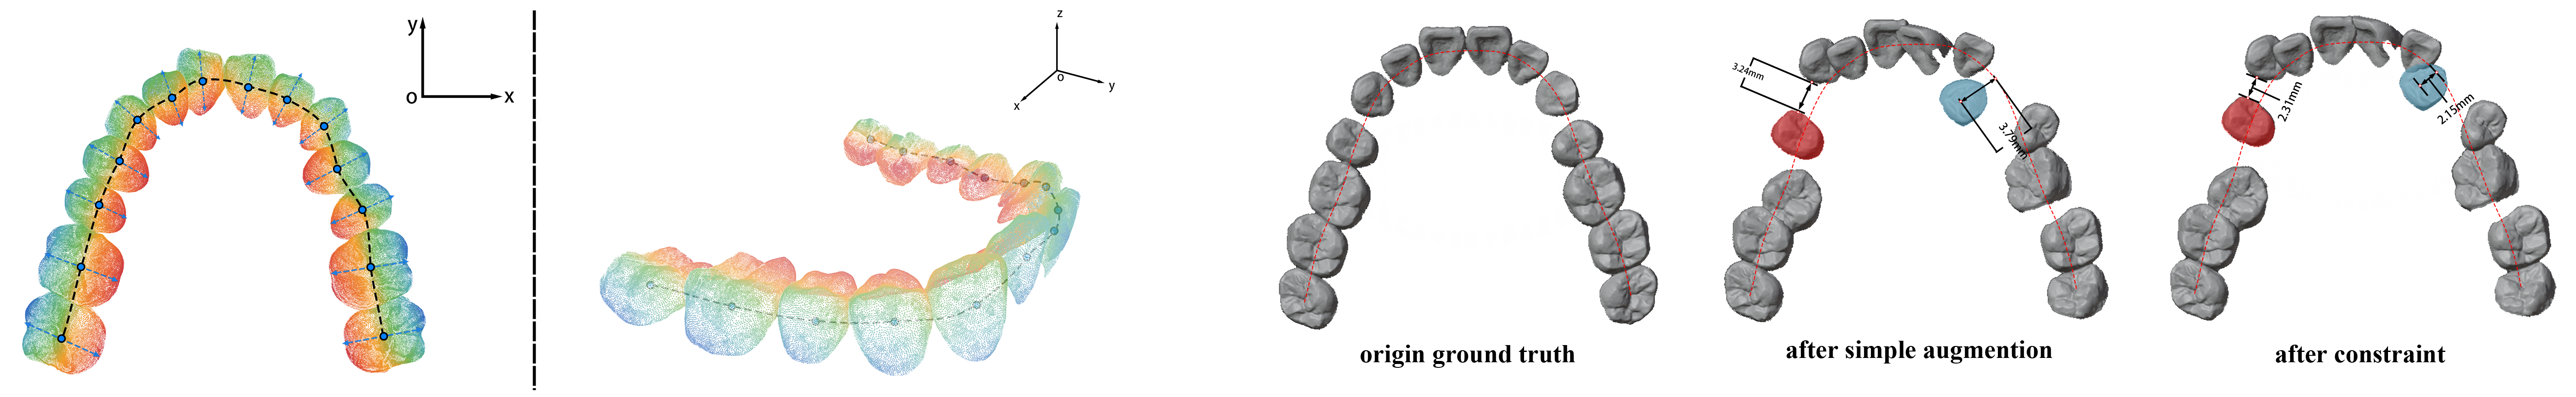 y
o
x
z
o
y
x
origin ground truth
3.24mm
3.79mm
after simple augmention
2.31mm
2.15mm
after constraint